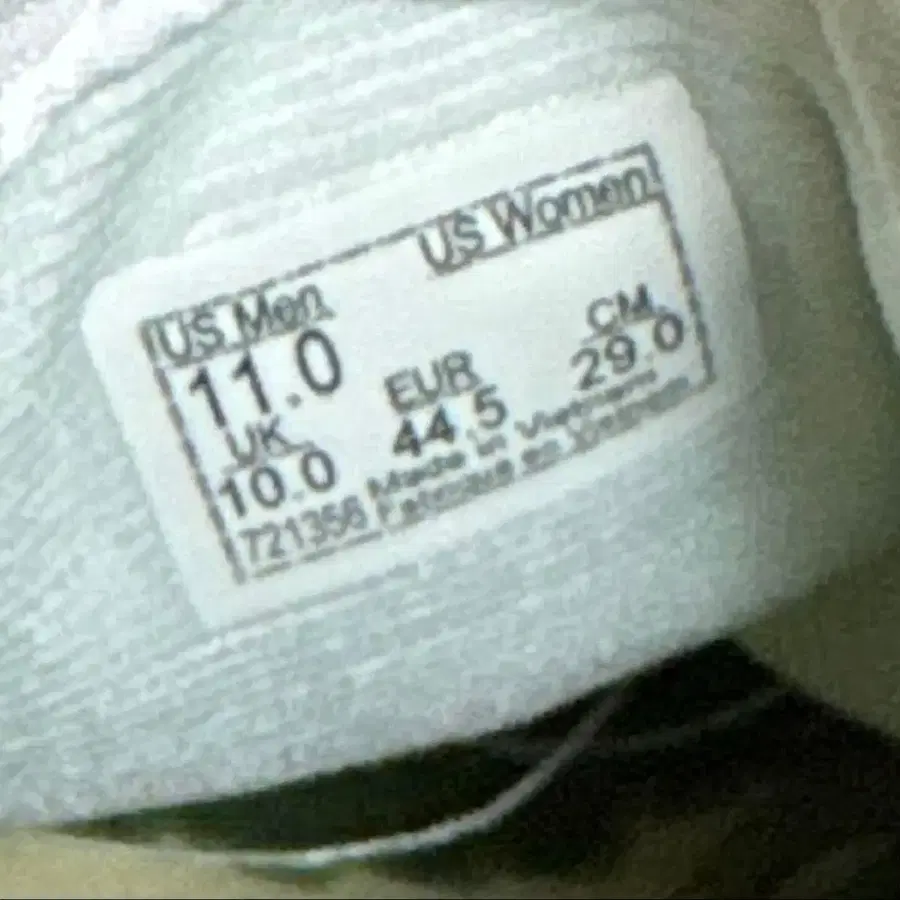 US Men US Women
11.0 EUR CM
UK 44.5 29.0
10.0 Made in Vietnam
721356 Fabriqué en Vietnam